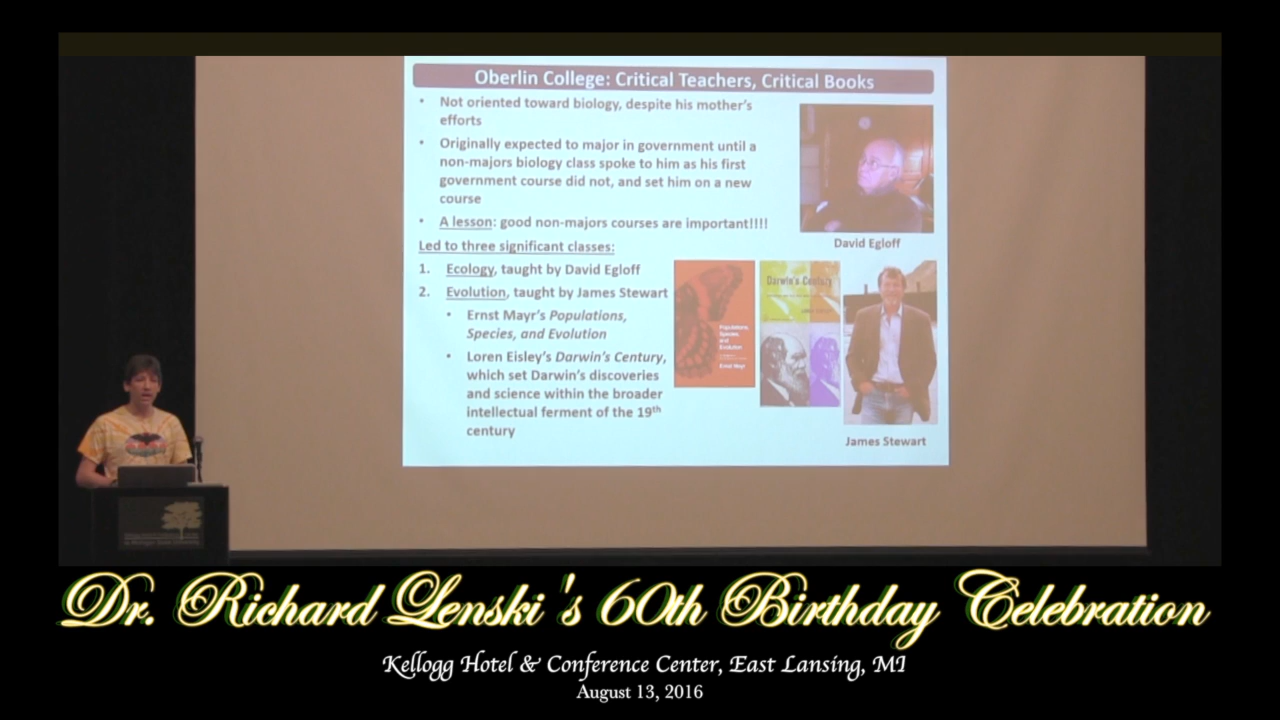 Oberlin College: Critical Teachers, Critical Books
• Not oriented toward biology, despite his mother's
efforts
• Originally expected to major in government until a
non-majors biology class spoke to him as his first
government course did not, and set him on a new
course
• A lesson: good non-majors courses are important!!!!
Led to three significant classes:
1. Ecology, taught by David Egloff
2. Evolution, taught by James Stewart
• Ernst Mayr's Populations,
Species, and Evolution
• Loren Eisley's Darwin's Century,
which set Darwin's discoveries
and science within the broader
intellectual ferment of the 19th
century
David Egloff
Populations,
Species,
and
Evolution
Ernst Mayr
Darwin's Century
James Stewart
Dr. Richard Lenski's 60th Birthday Celebration
Kellogg Hotel & Conference Center, East Lansing, MI
August 13, 2016